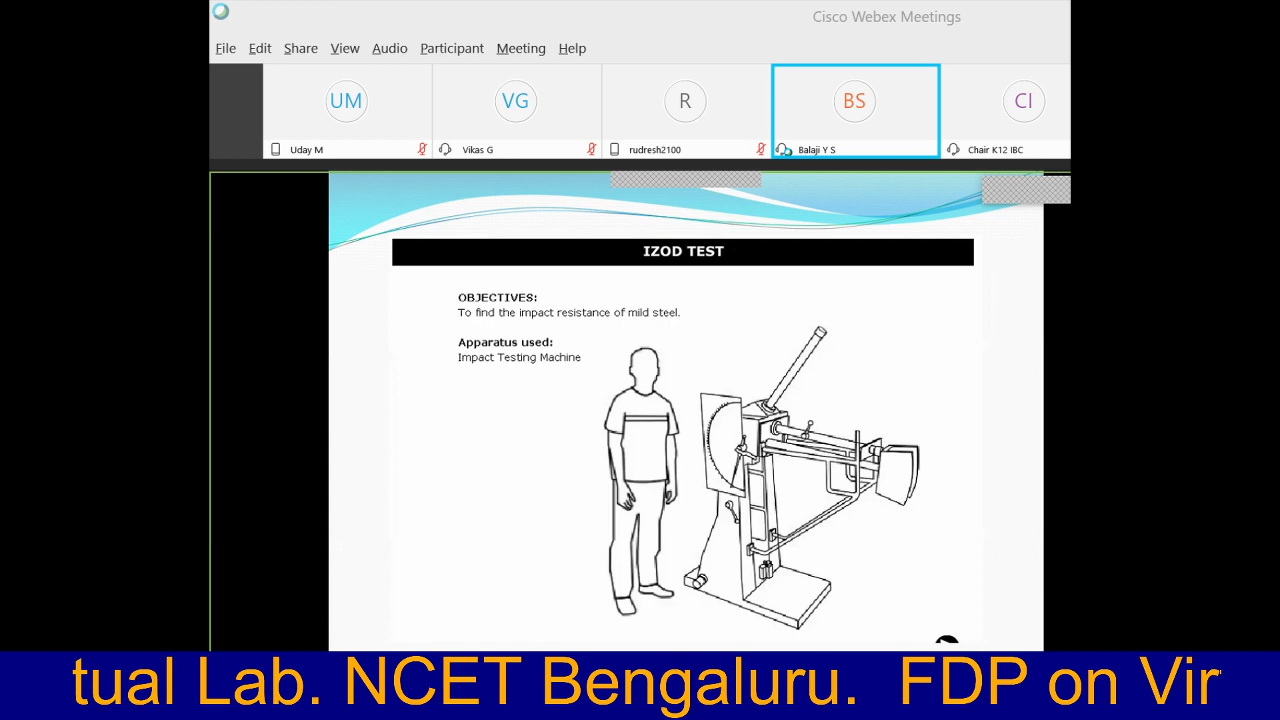 Cisco Webex Meetings
File Edit Share View Audio Participant Meeting Help
UM VG R BS CI
Uday M Vikas G rudresh2100 Balaji Y S Chair K12 IBC
IZOD TEST
OBJECTIVES:
To find the impact resistance of mild steel.
Apparatus used:
Impact Testing Machine
tual Lab. NCET Bengaluru. FDP on Vir